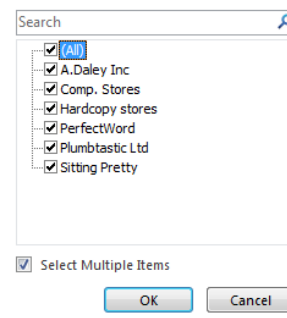 Search
(All)
A.Daley Inc
Comp. Stores
Hardcopy stores
PerfectWord
Plumbtastic Ltd
Sitting Pretty
Select Multiple Items
OK
Cancel